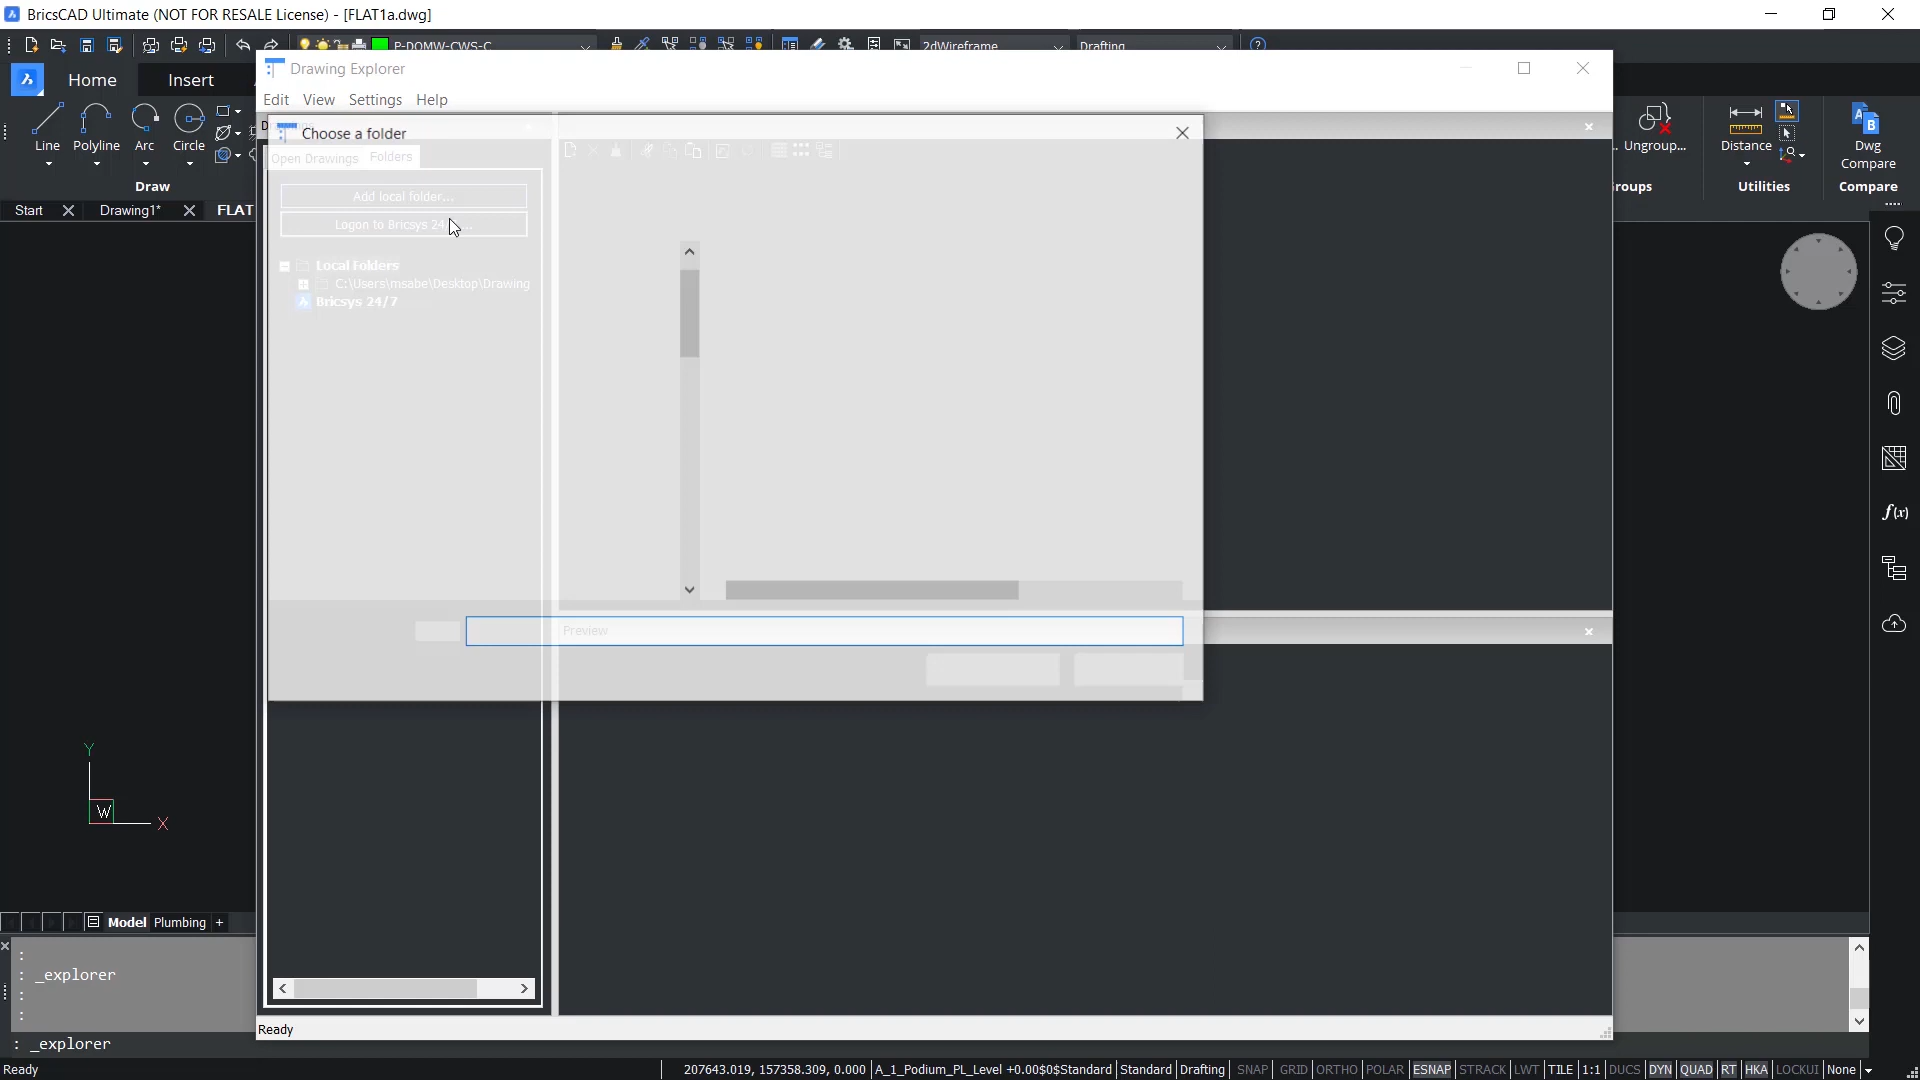 BricsCAD Ultimate (NOT FOR RESALE License) - [FLAT1a.dwg]
P-DOMW-CWS-C
2dWireframe
Drafting
Home
Insert
Drawing Explorer
Edit View Settings Help
Choose a folder
Open Drawings Folders
Add local folder...
Logon to Bricsys 24/
Local Folders
C:\Users\msabe\Desktop\Drawing
Bricsys 24/7
Preview
Ready
Line Polyline Arc Circle
Draw
Ungroup...
Distance
Dwg
Compare
roups
Utilities
Compare
Start
Drawing1*
FLAT
f(x)
Y
W
X
Model Plumbing +
:
: _explorer
:
:
: _explorer
Ready
207643.019, 157358.309, 0.000 A_1_Podium_PL_Level +0.00$0$Standard Standard Drafting SNAP GRID ORTHO POLAR ESNAP STRACK LWT TILE 1:1 DUCS DYN QUAD RT HKA LOCKUI None